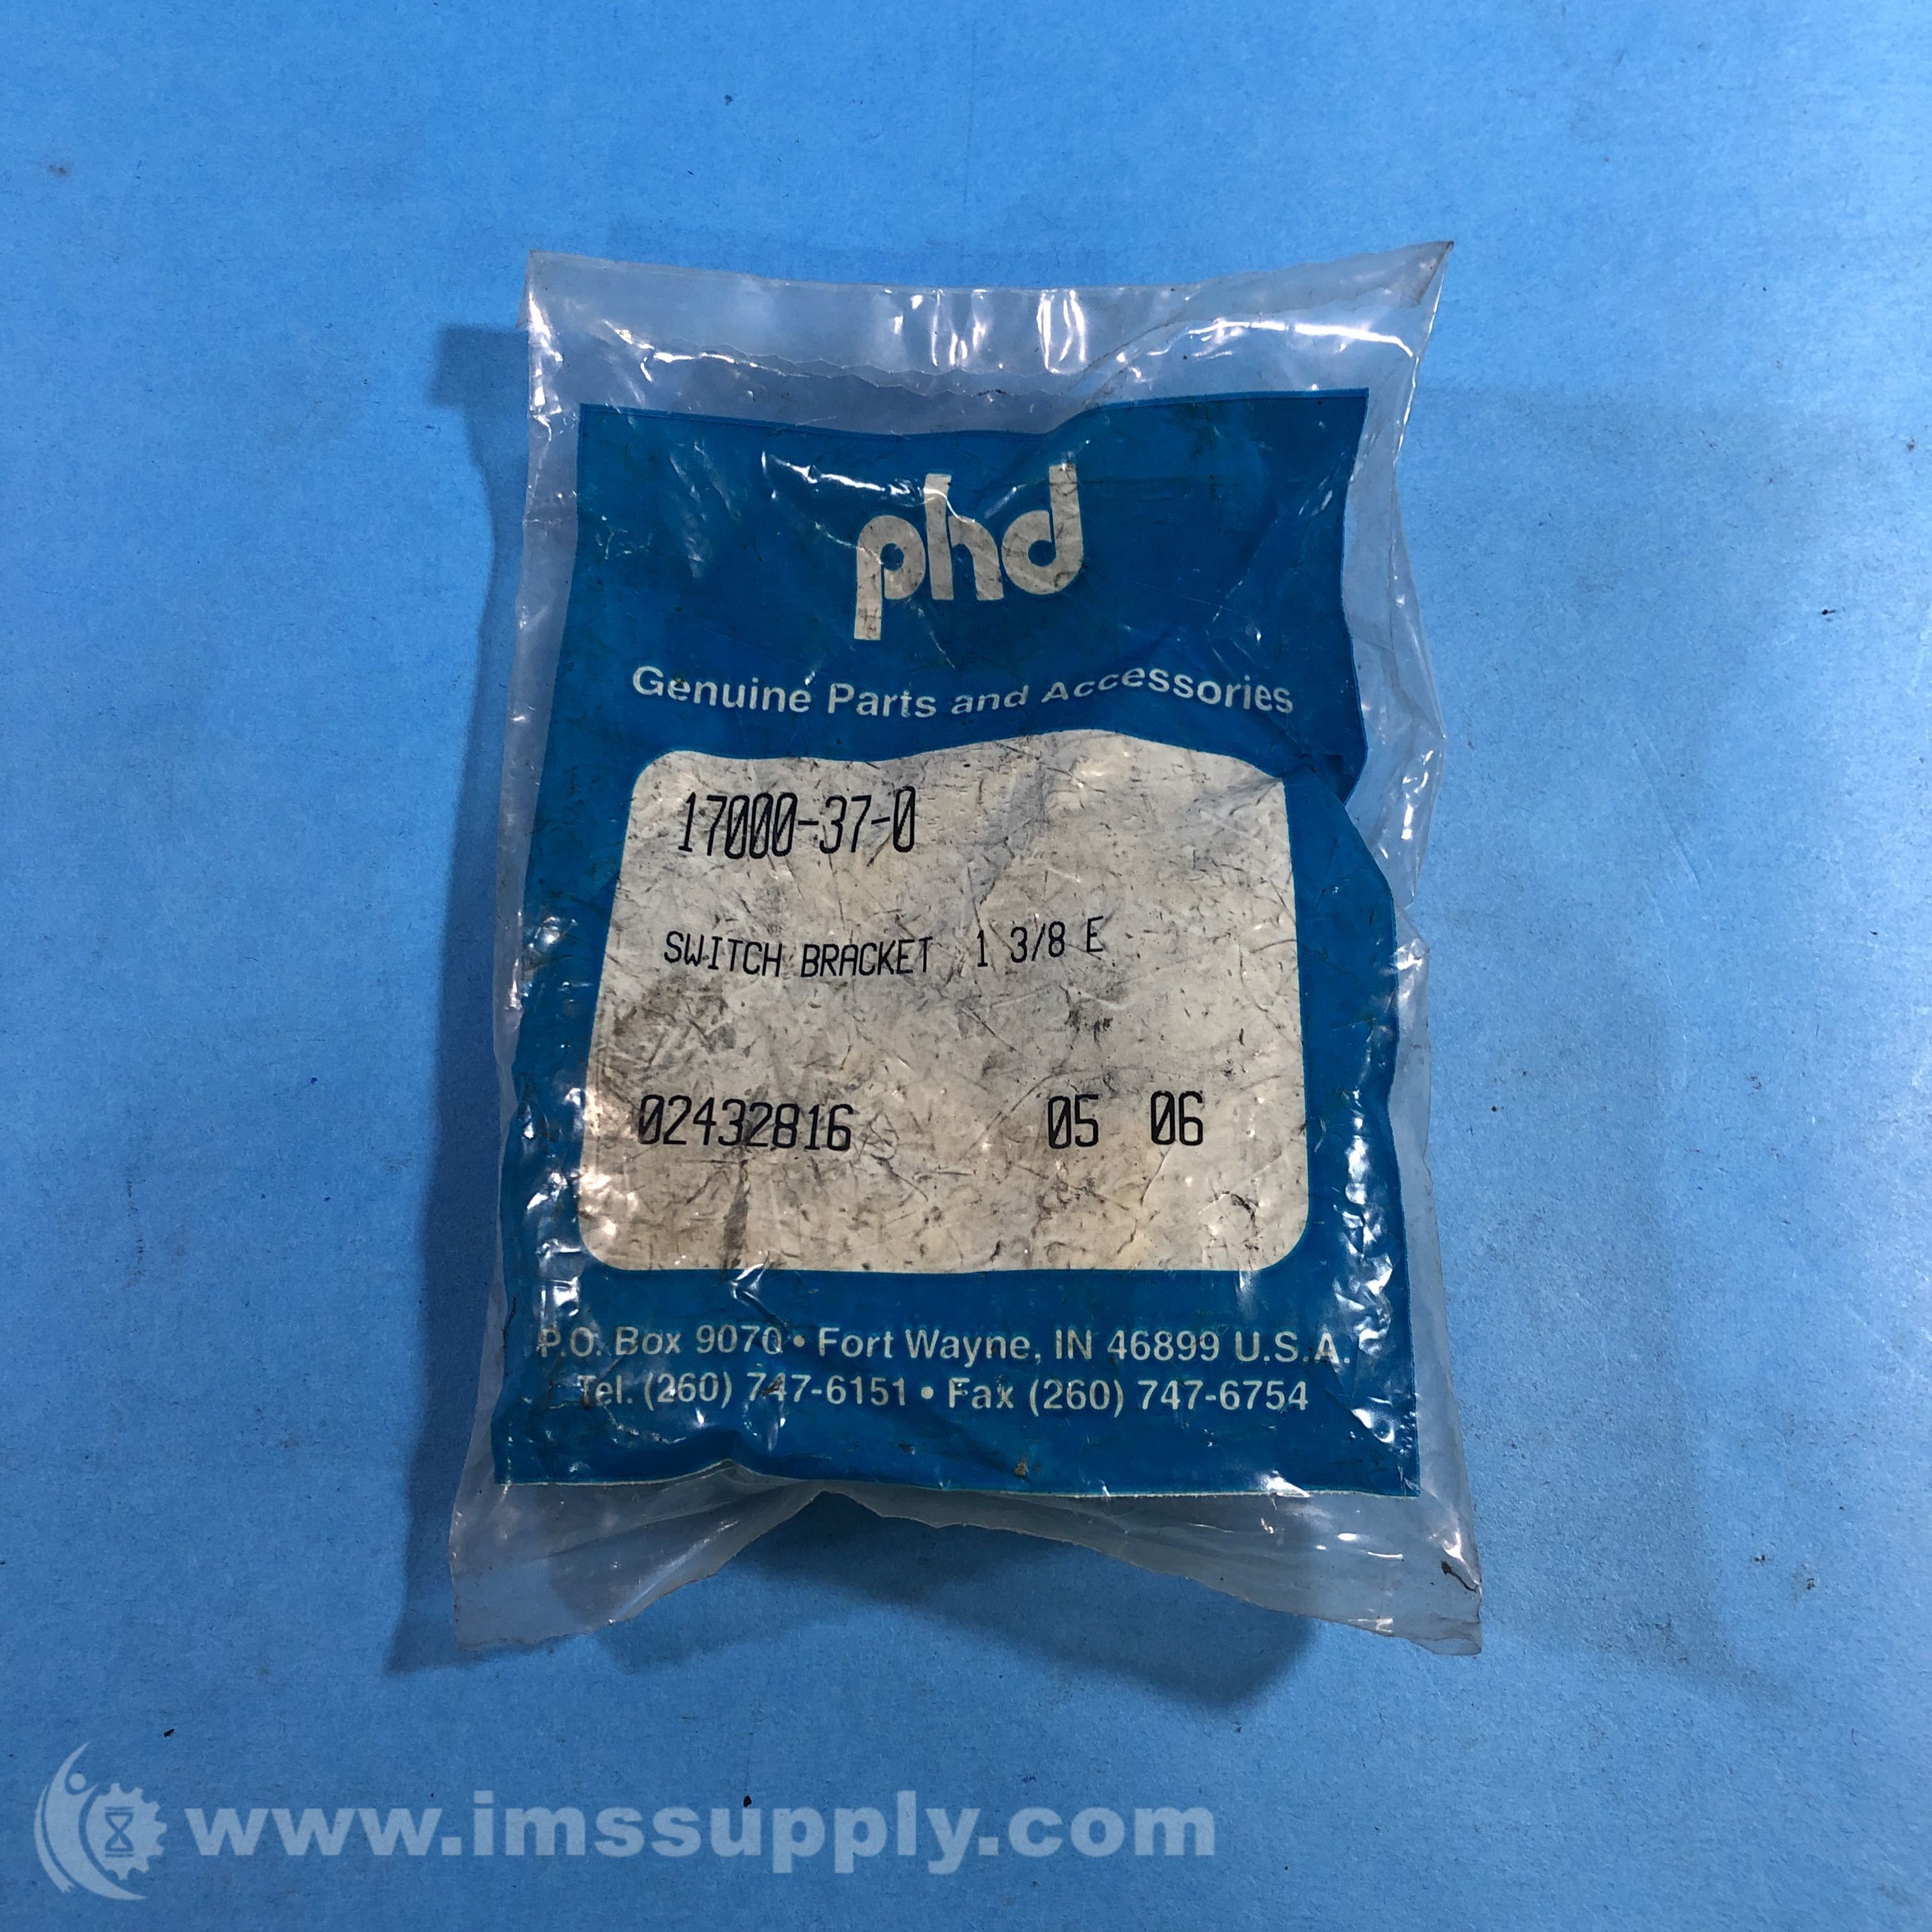 phd
Genuine Parts and Accessories
17000-37-0
SWITCH BRACKET 1 3/8 E
02432816 05 06
P.O. Box 9070 • Fort Wayne, IN 46899 U.S.A.
Tel. (260) 747-6151 • Fax (260) 747-6754
www.imssupply.com